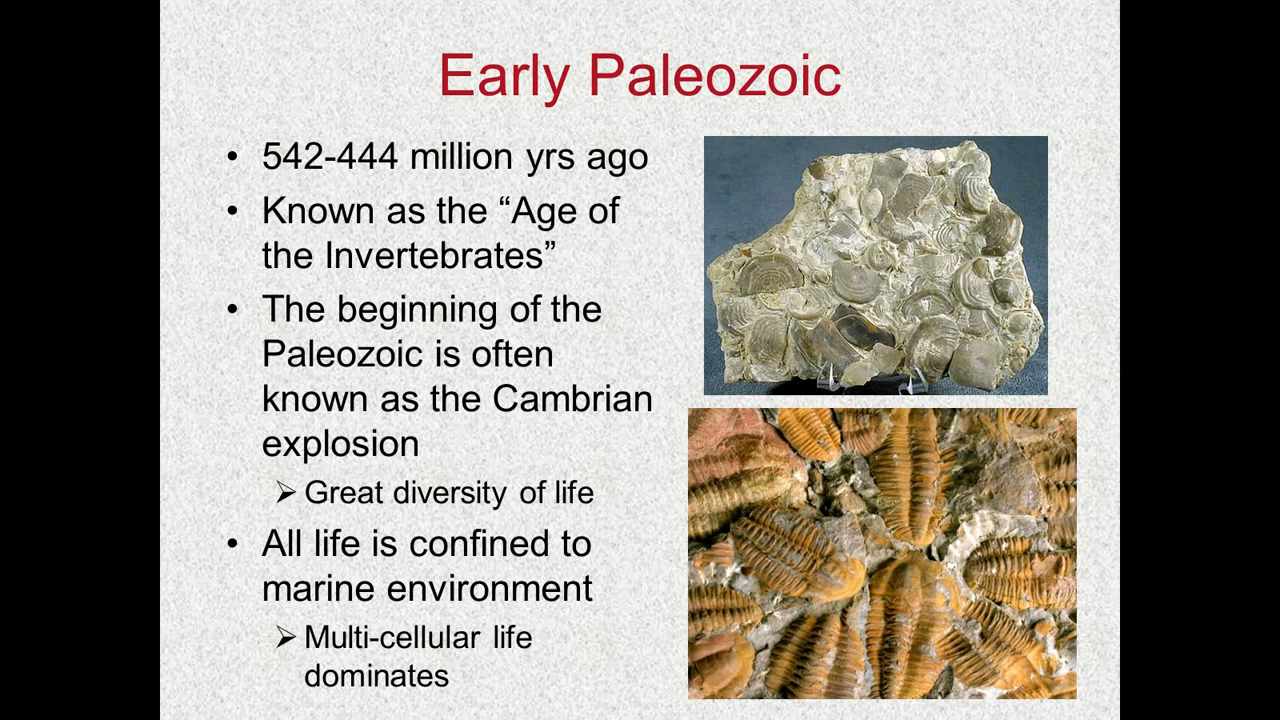 Early Paleozoic
• 542-444 million yrs ago
• Known as the “Age of
the Invertebrates”
• The beginning of the
Paleozoic is often
known as the Cambrian
explosion
➢ Great diversity of life
• All life is confined to
marine environment
➢ Multi-cellular life
dominates